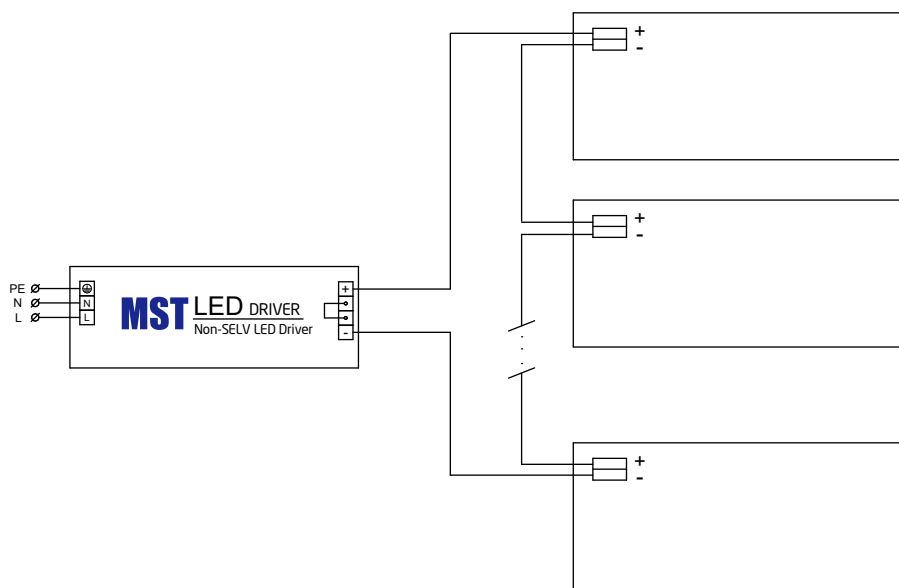 +
-
+
-
PE
N
N
L
L
MST LED DRIVER
Non-SELV LED Driver
+
-
+
-